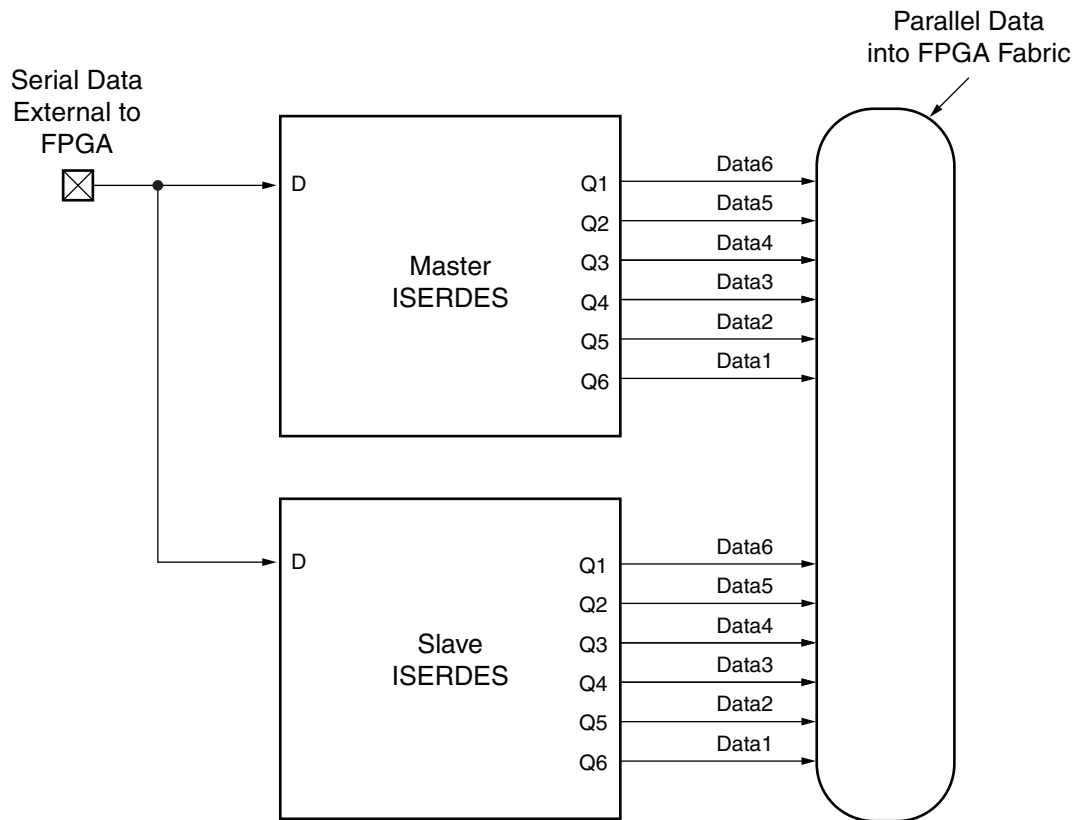 Parallel Data
into FPGA Fabric
Serial Data
External to
FPGA
D
Master
ISERDES
Q1
Q2
Q3
Q4
Q5
Q6
Data6
Data5
Data4
Data3
Data2
Data1
D
Slave
ISERDES
Q1
Q2
Q3
Q4
Q5
Q6
Data6
Data5
Data4
Data3
Data2
Data1